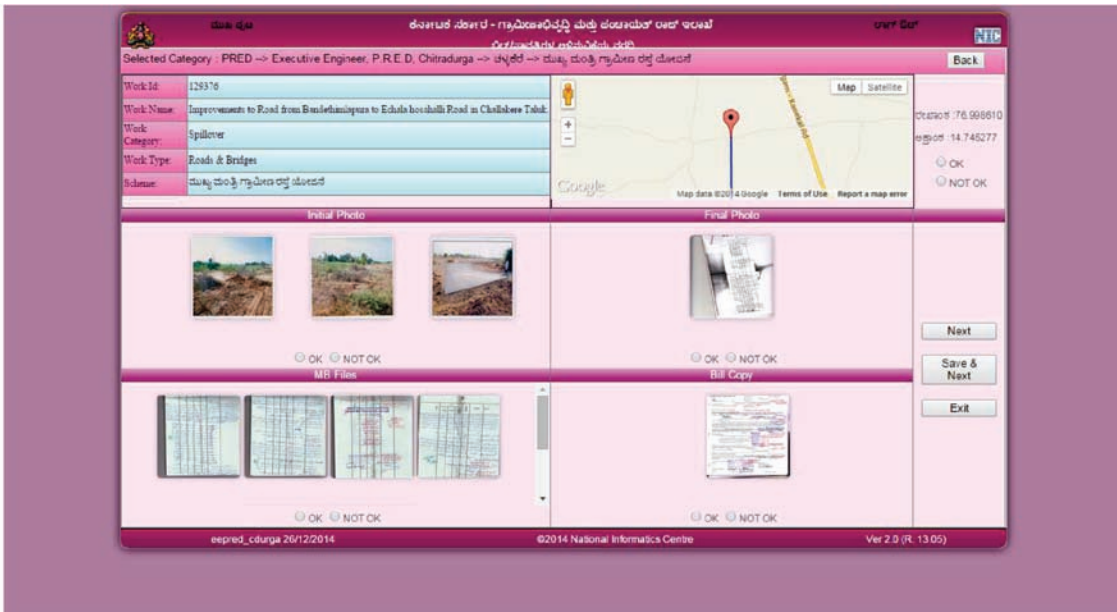 ಮುಖ ಪುಟ
ಕರ್ನಾಟಕ ಸರ್ಕಾರ - ಗ್ರಾಮೀಣಾಭಿವೃದ್ಧಿ ಮತ್ತು ಪಂಚಾಯತ್ ರಾಜ್ ಇಲಾಖೆ
ಲಾಗ್ ಔಟ್
NIC
Selected Category : PRED --> Executive Engineer, P.R.E.D, Chitradurga --> ಚಳ್ಳಕೆರೆ --> ಮುಖ್ಯ ಮಂತ್ರಿ ಗ್ರಾಮೀಣ ರಸ್ತೆ ಯೋಜನೆ
Back
Work Id: 129376
Work Name: Improvements to Road from Bandethimlapura to Echala hosahalli Road in Challakere Taluk
Work Category: Spillover
Work Type: Roads & Bridges
Scheme: ಮುಖ್ಯ ಮಂತ್ರಿ ಗ್ರಾಮೀಣ ರಸ್ತೆ ಯೋಜನೆ
Map Satellite
Google
Map data ©2014 Google Terms of Use Report a map error
ರೇಖಾಂಶ :76.998610
ಅಕ್ಷಾಂಶ :14.745277
OK
NOT OK
Initial Photo
Final Photo
OK NOT OK
OK NOT OK
Next
Save & Next
Exit
MB Files
Bill Copy
OK NOT OK
OK NOT OK
eepred_cdurga 26/12/2014
©2014 National Informatics Centre
Ver 2.0 (R. 13.05)